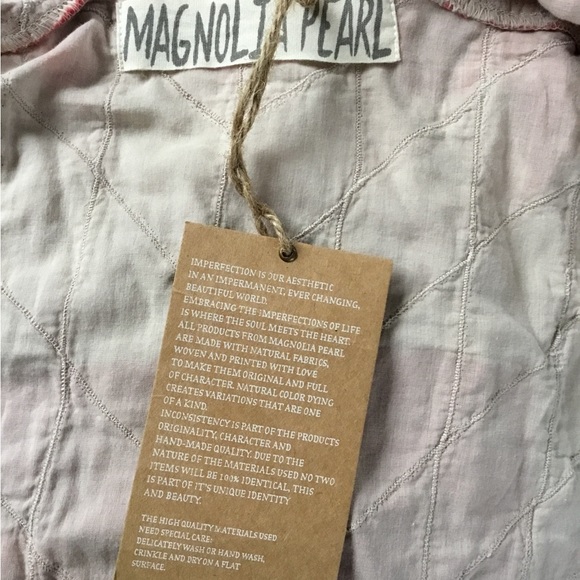 MAGNOLIA PEARL
IMPERFECTION IS OUR AESTHETIC
IN AN IMPERMANENT, EVER CHANGING,
BEAUTIFUL WORLD.
EMBRACING THE IMPERFECTIONS OF LIFE
IS WHERE THE SOUL MEETS THE HEART.
ALL PRODUCTS FROM MAGNOLIA PEARL
ARE MADE WITH NATURAL FABRICS,
WOVEN AND PRINTED WITH LOVE
TO MAKE THEM ORIGINAL AND FULL
OF CHARACTER. NATURAL COLOR DYING
CREATES VARIATIONS THAT ARE ONE
OF A KIND.
INCONSISTENCY IS PART OF THE PRODUCTS
ORIGINALITY, CHARACTER AND
HAND-MADE QUALITY. DUE TO THE
NATURE OF THE MATERIALS USED NO TWO
ITEMS WILL BE 100% IDENTICAL, THIS
IS PART OF IT'S UNIQUE IDENTITY
AND BEAUTY.
THE HIGH QUALITY MATERIALS USED
NEED SPECIAL CARE:
DELICATELY WASH OR HAND WASH,
CRINKLE AND DRY ON A FLAT
SURFACE.